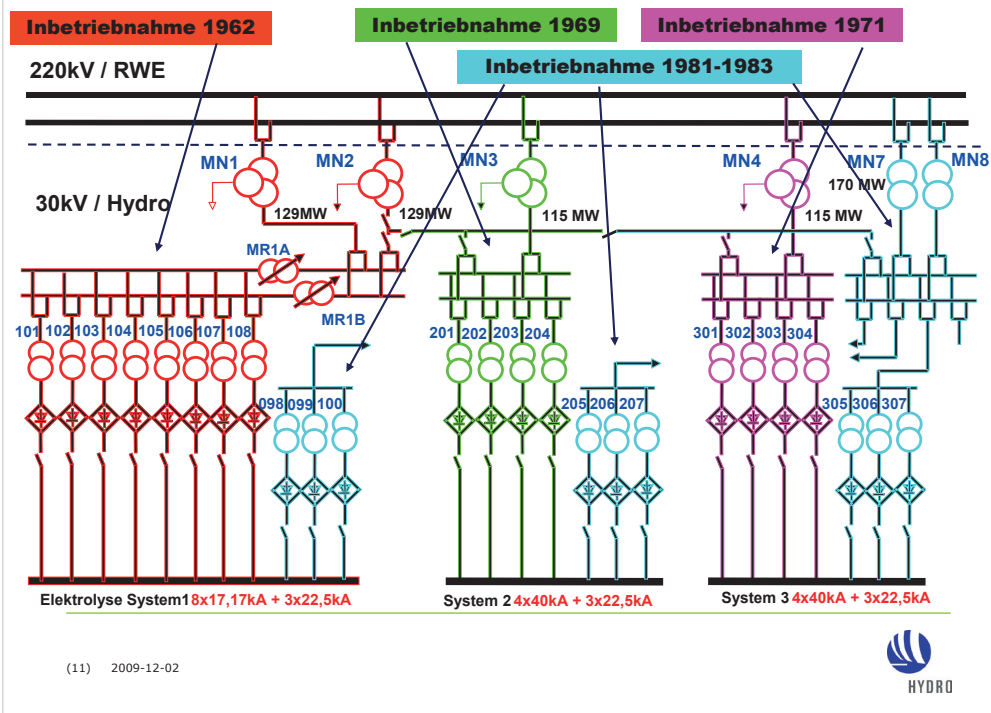 Inbetriebnahme 1962
Inbetriebnahme 1969
Inbetriebnahme 1971
Inbetriebnahme 1981-1983
220kV / RWE
MN1
MN2
MN3
MN4
MN7
MN8
170 MW
30kV / Hydro
129MW
129MW
115 MW
115 MW
MR1A
MR1B
101 102 103 104 105 106 107 108
201 202 203 204
301 302 303 304
098 099 100
205 206 207
305 306 307
Elektrolyse System1 8x17,17kA + 3x22,5kA
System 2 4x40kA + 3x22,5kA
System 3 4x40kA + 3x22,5kA
(11) 2009-12-02
HYDRO